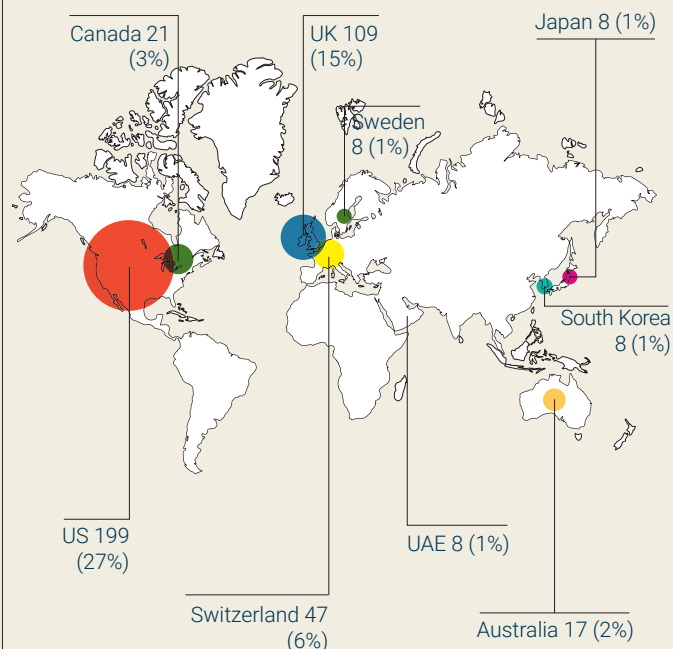 Canada 21
(3%)
UK 109
(15%)
Japan 8 (1%)
Sweden
8 (1%)
South Korea
8 (1%)
US 199
(27%)
UAE 8 (1%)
Switzerland 47
(6%)
Australia 17 (2%)